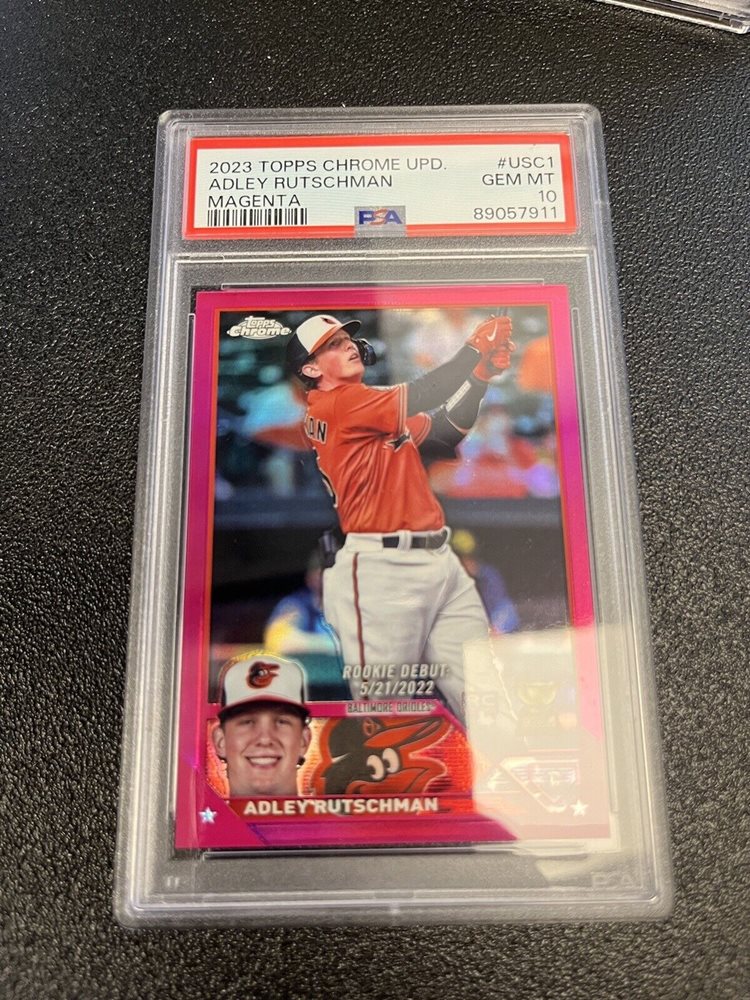 2023 TOPPS CHROME UPD. #USC1
ADLEY RUTSCHMAN GEM MT
MAGENTA 10
PSA 89057911
Topps
Chrome
ROOKIE DEBUT:
5/21/2022
BALTIMORE ORIOLES
ADLEY RUTSCHMAN
PSA